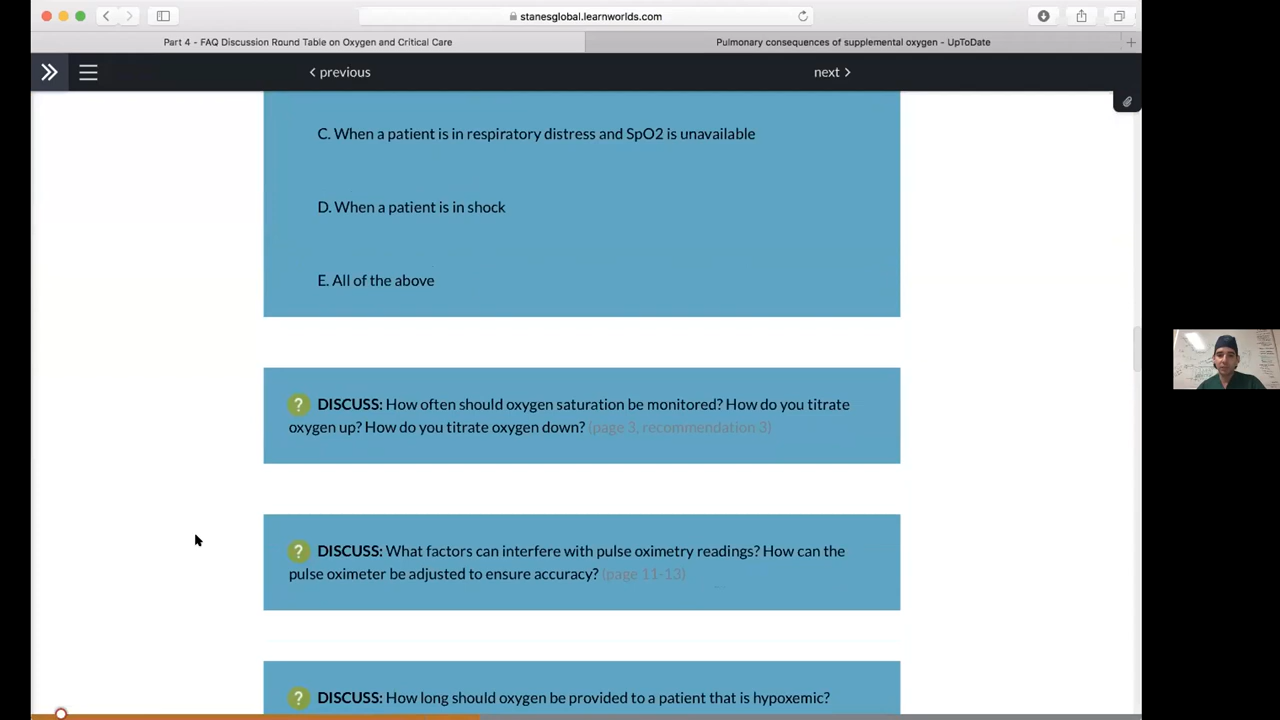 stanesglobal.learnworlds.com
Part 4 - FAQ Discussion Round Table on Oxygen and Critical Care
Pulmonary consequences of supplemental oxygen - UpToDate
previous
next
C. When a patient is in respiratory distress and SpO2 is unavailable
D. When a patient is in shock
E. All of the above
? DISCUSS: How often should oxygen saturation be monitored? How do you titrate
oxygen up? How do you titrate oxygen down? (page 3, recommendation 3)
? DISCUSS: What factors can interfere with pulse oximetry readings? How can the
pulse oximeter be adjusted to ensure accuracy? (page 11-13)
? DISCUSS: How long should oxygen be provided to a patient that is hypoxemic?